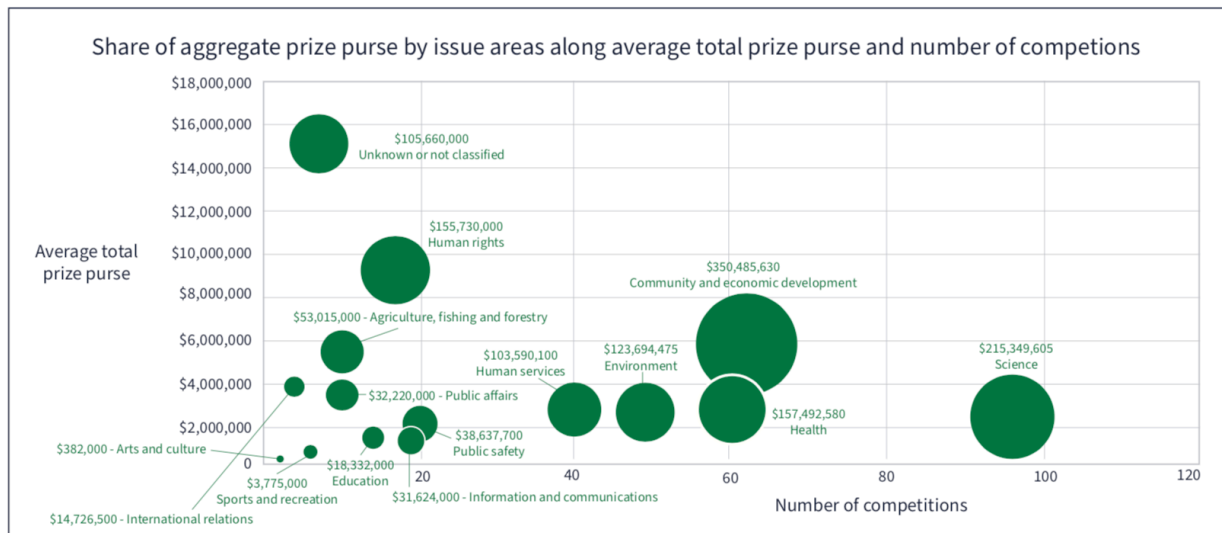 Share of aggregate prize purse by issue areas along average total prize purse and number of competions
$18,000,000
$16,000,000
$14,000,000
$12,000,000
$10,000,000
$8,000,000
$6,000,000
$4,000,000
$2,000,000
0
Average total
prize purse
$105,660,000
Unknown or not classified
$155,730,000
Human rights
$350,485,630
Community and economic development
$53,015,000 - Agriculture, fishing and forestry
$103,590,100
Human services
$123,694,475
Environment
$215,349,605
Science
$32,220,000 - Public affairs
$157,492,580
Health
$38,637,700
Public safety
$382,000 - Arts and culture
$18,332,000
Education
$3,775,000
Sports and recreation
$31,624,000 - Information and communications
$14,726,500 - International relations
20
40
60
80
100
120
Number of competitions